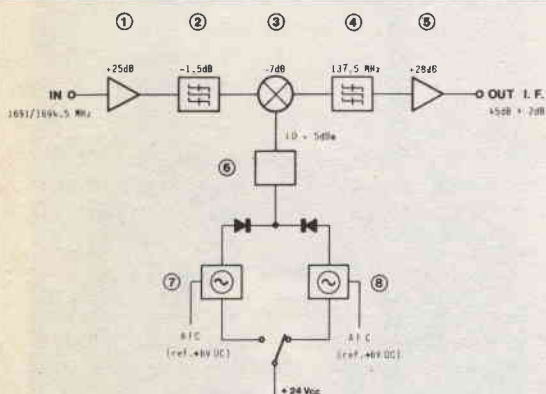 ① ② ③ ④ ⑤
+25dB -1.5dB -7dB 137.5 MHz +28dB
IN OUT I. F.
1691/1694.5 MHz 45dB + 2dB
LO - 5dBm
⑥
⑦ ⑧
AFC AFC
(ref.+6V DC) (ref.+6V DC)
+ 24 Vcc